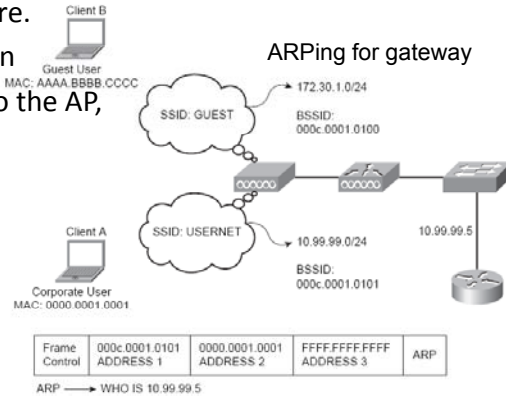 re.
Client B
n
Guest User
MAC: AAAA.BBBB.CCCC
o the AP,
ARPing for gateway
SSID: GUEST
172.30.1.0/24
BSSID:
000c.0001.0100
SSID: USERNET
10.99.99.0/24
BSSID:
000c.0001.0101
10.99.99.5
Client A
Corporate User
MAC: 0000.0001.0001
Frame Control
000c.0001.0101 ADDRESS 1
0000.0001.0001 ADDRESS 2
FFFF.FFFF.FFFF ADDRESS 3
ARP
ARP → WHO IS 10.99.99.5